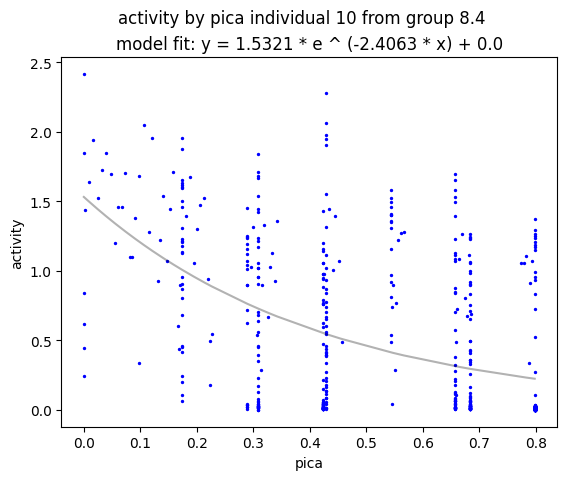 activity by pica individual 10 from group 8.4
model fit: y = 1.5321 * e ^ (-2.4063 * x) + 0.0
2.5
2.0
1.5
1.0
0.5
0.0
activity
0.0 0.1 0.2 0.3 0.4 0.5 0.6 0.7 0.8
pica